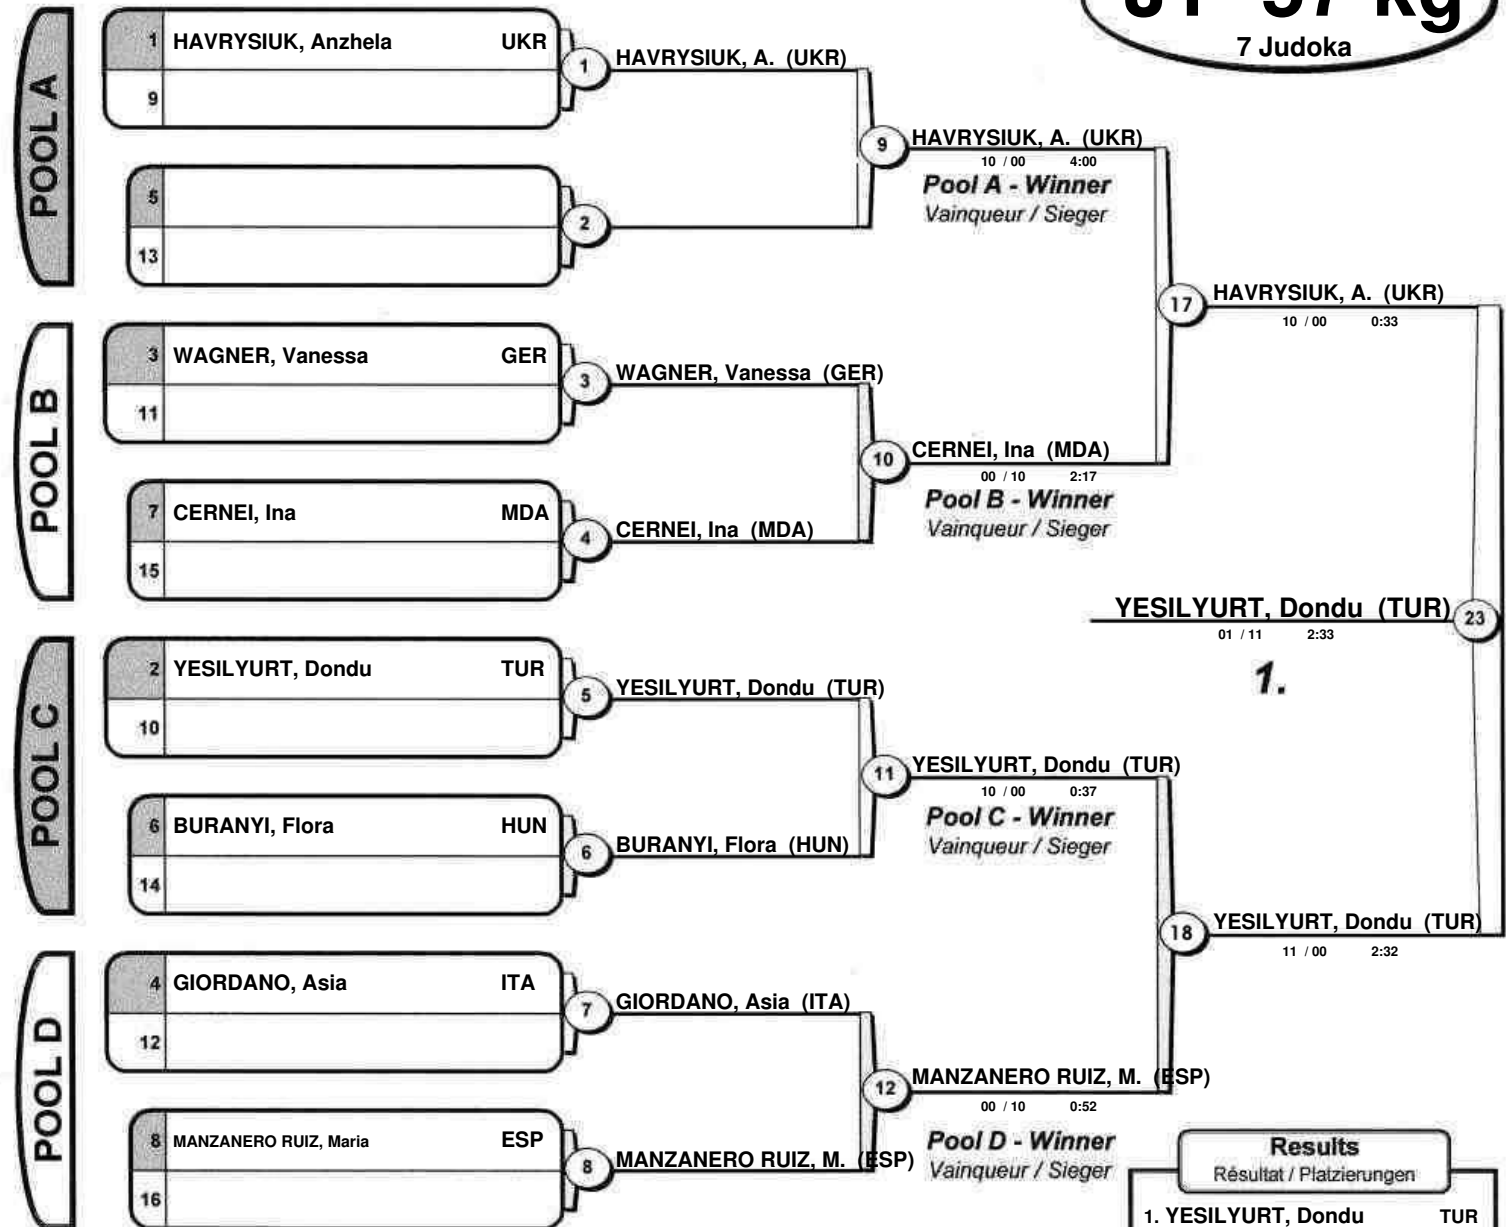 7 Judoka
POOL A
1 HAVRYSIUK, Anzhela UKR
9
5
13
1 HAVRYSIUK, A. (UKR)
2
9 HAVRYSIUK, A. (UKR)
10 / 00 4:00
Pool A - Winner
Vainqueur / Sieger
POOL B
3 WAGNER, Vanessa GER
11
7 CERNEI, Ina MDA
15
3 WAGNER, Vanessa (GER)
4 CERNEI, Ina (MDA)
10 CERNEI, Ina (MDA)
00 / 10 2:17
Pool B - Winner
Vainqueur / Sieger
17 HAVRYSIUK, A. (UKR)
10 / 00 0:33
YESILYURT, Dondu (TUR) 23
01 / 11 2:33
1.
POOL C
2 YESILYURT, Dondu TUR
10
6 BURANYI, Flora HUN
14
5 YESILYURT, Dondu (TUR)
6 BURANYI, Flora (HUN)
11 YESILYURT, Dondu (TUR)
10 / 00 0:37
Pool C - Winner
Vainqueur / Sieger
18 YESILYURT, Dondu (TUR)
11 / 00 2:32
POOL D
4 GIORDANO, Asia ITA
12
8 MANZANERO RUIZ, Maria ESP
16
7 GIORDANO, Asia (ITA)
8 MANZANERO RUIZ, M. (ESP)
12 MANZANERO RUIZ, M. (ESP)
00 / 10 0:52
Pool D - Winner
Vainqueur / Sieger
Results
Résultat / Platzierungen
1. YESILYURT, Dondu TUR